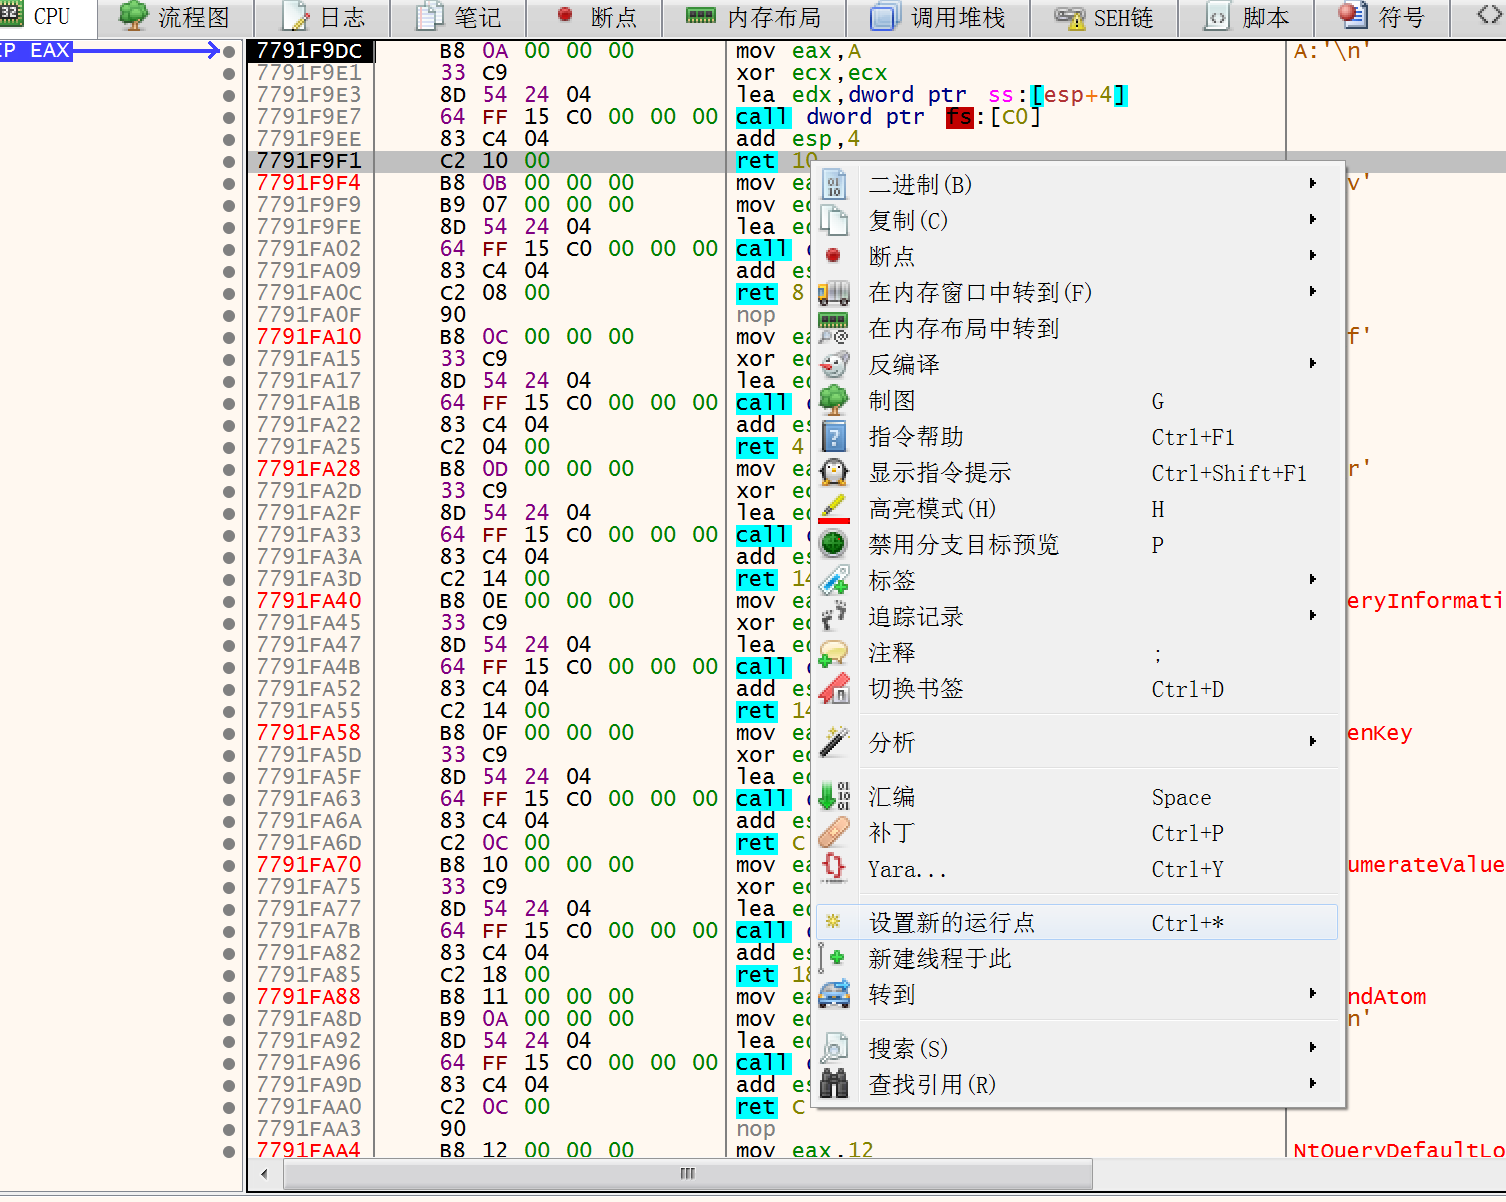 CPU 流程图 日志 笔记 断点 内存布局 调用堆栈 SEH链 脚本 符号 <>
IP EAX 7791F9DC B8 0A 00 00 00 mov eax,A A:'\n'
7791F9E1 33 C9 xor ecx,ecx
7791F9E3 8D 54 24 04 lea edx,dword ptr ss:[esp+4]
7791F9E7 64 FF 15 C0 00 00 00 call dword ptr fs:[C0]
7791F9EE 83 C4 04 add esp,4
7791F9F1 C2 10 00 ret 10
7791F9F4 B8 0B 00 00 00 mov ea v'
7791F9F9 B9 07 00 00 00 mov ec
7791F9FE 8D 54 24 04 lea ed
7791FA02 64 FF 15 C0 00 00 00 call d
7791FA09 83 C4 04 add es
7791FA0C C2 08 00 ret 8
7791FA0F 90 nop
7791FA10 B8 0C 00 00 00 mov ea f'
7791FA15 33 C9 xor ec
7791FA17 8D 54 24 04 lea ed
7791FA1B 64 FF 15 C0 00 00 00 call d
7791FA22 83 C4 04 add es
7791FA25 C2 04 00 ret 4
7791FA28 B8 0D 00 00 00 mov ea r'
7791FA2D 33 C9 xor ec
7791FA2F 8D 54 24 04 lea ed
7791FA33 64 FF 15 C0 00 00 00 call d
7791FA3A 83 C4 04 add es
7791FA3D C2 14 00 ret 14
7791FA40 B8 0E 00 00 00 mov ea eryInformati
7791FA45 33 C9 xor ec
7791FA47 8D 54 24 04 lea ed
7791FA4B 64 FF 15 C0 00 00 00 call d
7791FA52 83 C4 04 add es
7791FA55 C2 14 00 ret 14
7791FA58 B8 0F 00 00 00 mov ea enKey
7791FA5D 33 C9 xor ec
7791FA5F 8D 54 24 04 lea ed
7791FA63 64 FF 15 C0 00 00 00 call d
7791FA6A 83 C4 04 add es
7791FA6D C2 0C 00 ret C
7791FA70 B8 10 00 00 00 mov ea umerateValue
7791FA75 33 C9 xor ec
7791FA77 8D 54 24 04 lea ed
7791FA7B 64 FF 15 C0 00 00 00 call d
7791FA82 83 C4 04 add es
7791FA85 C2 18 00 ret 18
7791FA88 B8 11 00 00 00 mov ea ndAtom
7791FA8D B9 0A 00 00 00 mov ec n'
7791FA92 8D 54 24 04 lea ed
7791FA96 64 FF 15 C0 00 00 00 call d
7791FA9D 83 C4 04 add es
7791FAA0 C2 0C 00 ret C
7791FAA3 90 nop
7791FAA4 B8 12 00 00 00 mov eax,12 NtQueryDefaultLo
二进制(B)
复制(C)
断点
在内存窗口中转到(F)
在内存布局中转到
反编译
制图 G
指令帮助 Ctrl+F1
显示指令提示 Ctrl+Shift+F1
高亮模式(H) H
禁用分支目标预览 P
标签
追踪记录
注释 ;
切换书签 Ctrl+D
分析
汇编 Space
补丁 Ctrl+P
Yara... Ctrl+Y
设置新的运行点 Ctrl+*
新建线程于此
转到
搜索(S)
查找引用(R)